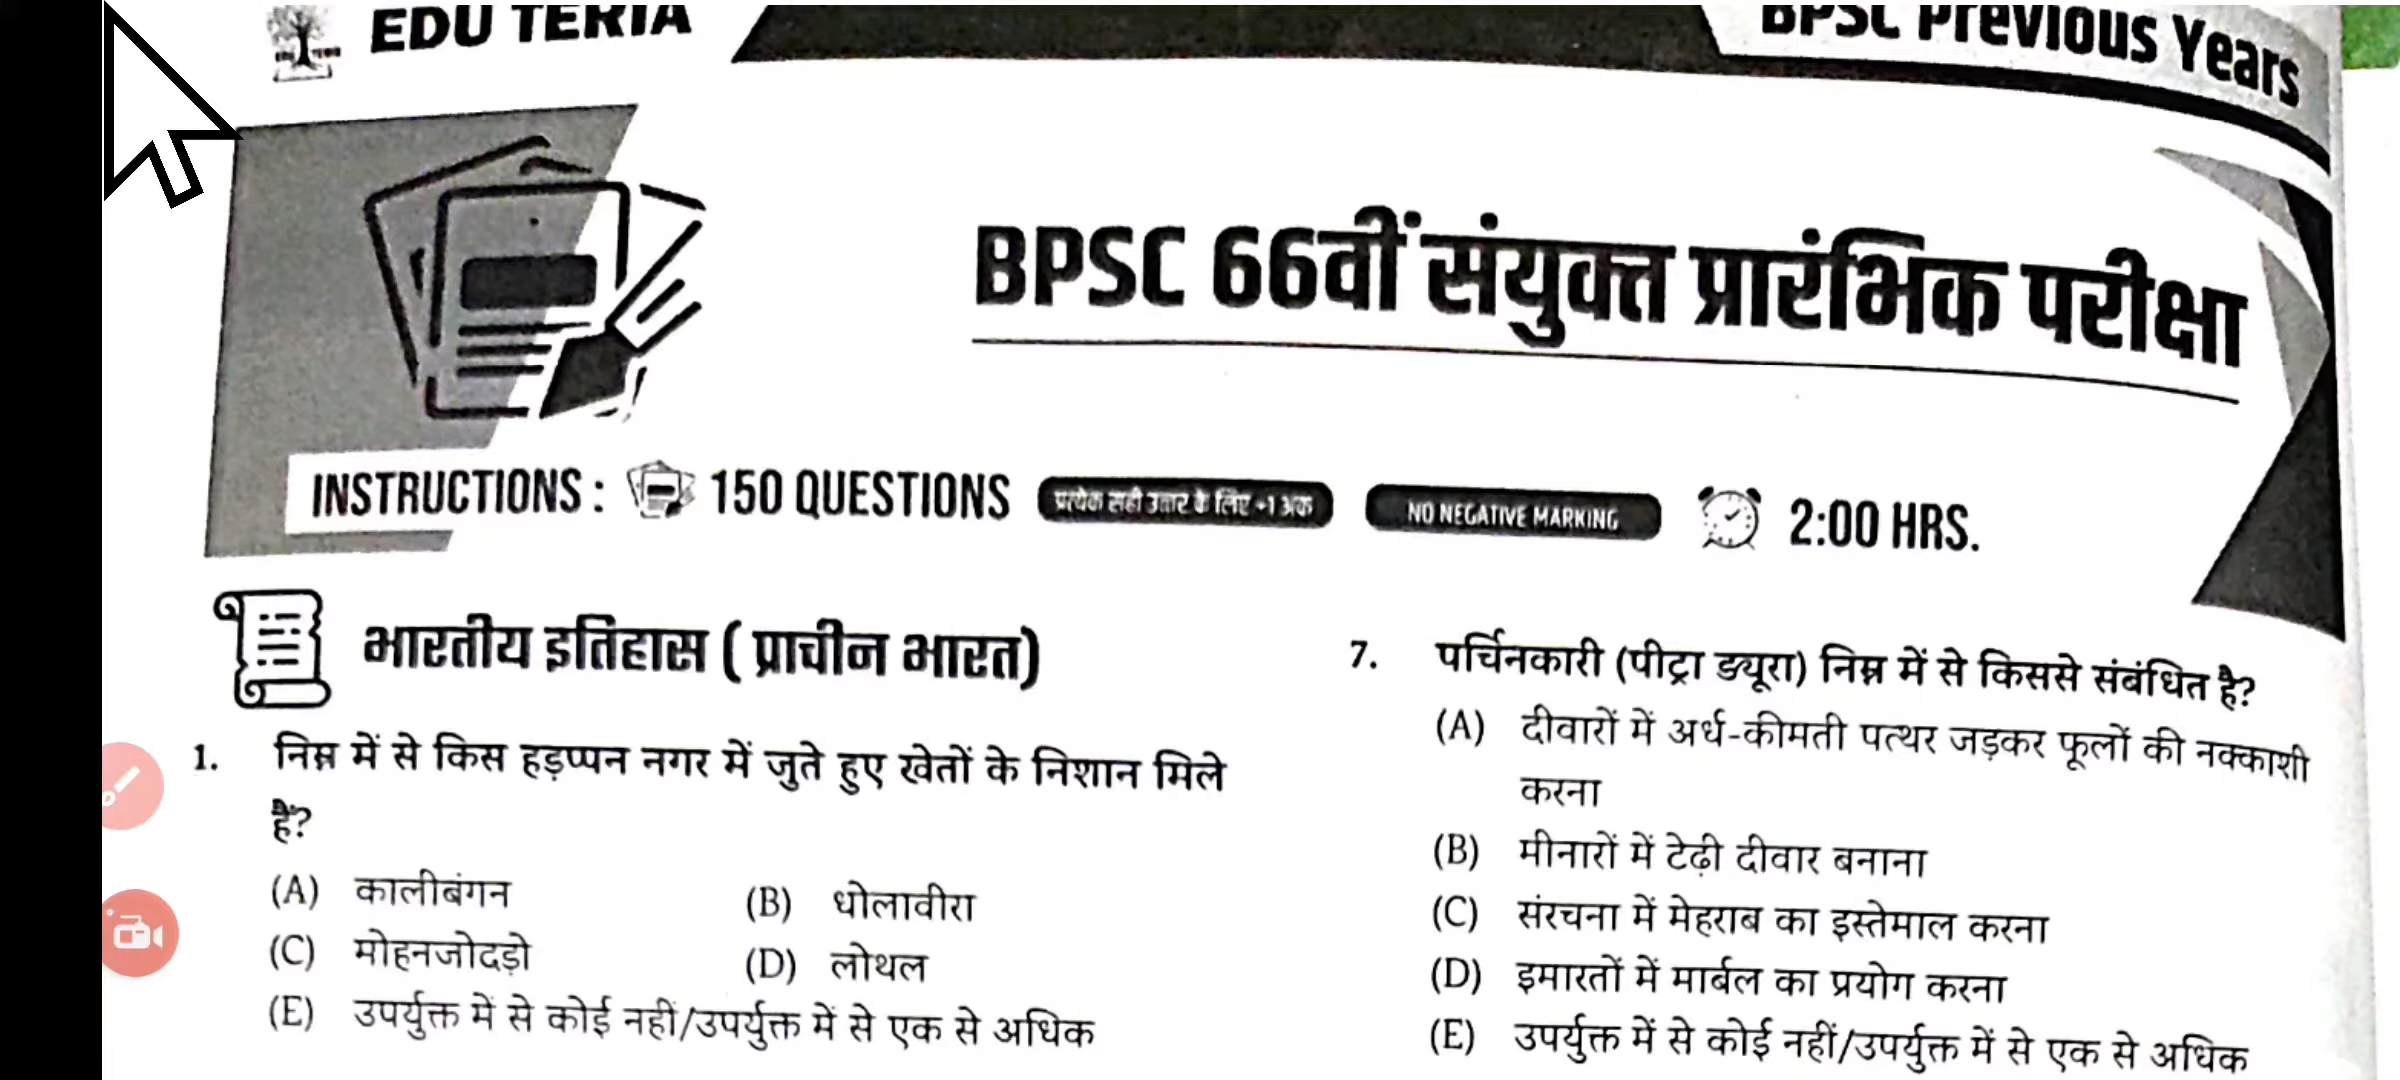 EDU TERIA
BPSC Previous Years
BPSC 66वीं संयुक्त प्रारंभिक परीक्षा
INSTRUCTIONS : 150 QUESTIONS प्रत्येक सही उत्तर के लिए +1 अंक NO NEGATIVE MARKING 2:00 HRS.
भारतीय इतिहास ( प्राचीन भारत)
1. निम्न में से किस हड़प्पन नगर में जुते हुए खेतों के निशान मिले
हैं?
(A) कालीबंगन (B) धोलावीरा
(C) मोहनजोदड़ो (D) लोथल
(E) उपर्युक्त में से कोई नहीं/उपर्युक्त में से एक से अधिक
7. पर्चिनकारी (पीट्रा ड्यूरा) निम्न में से किससे संबंधित है?
(A) दीवारों में अर्ध-कीमती पत्थर जड़कर फूलों की नक्काशी
करना
(B) मीनारों में टेढ़ी दीवार बनाना
(C) संरचना में मेहराब का इस्तेमाल करना
(D) इमारतों में मार्बल का प्रयोग करना
(E) उपर्युक्त में से कोई नहीं/उपर्युक्त में से एक से अधिक